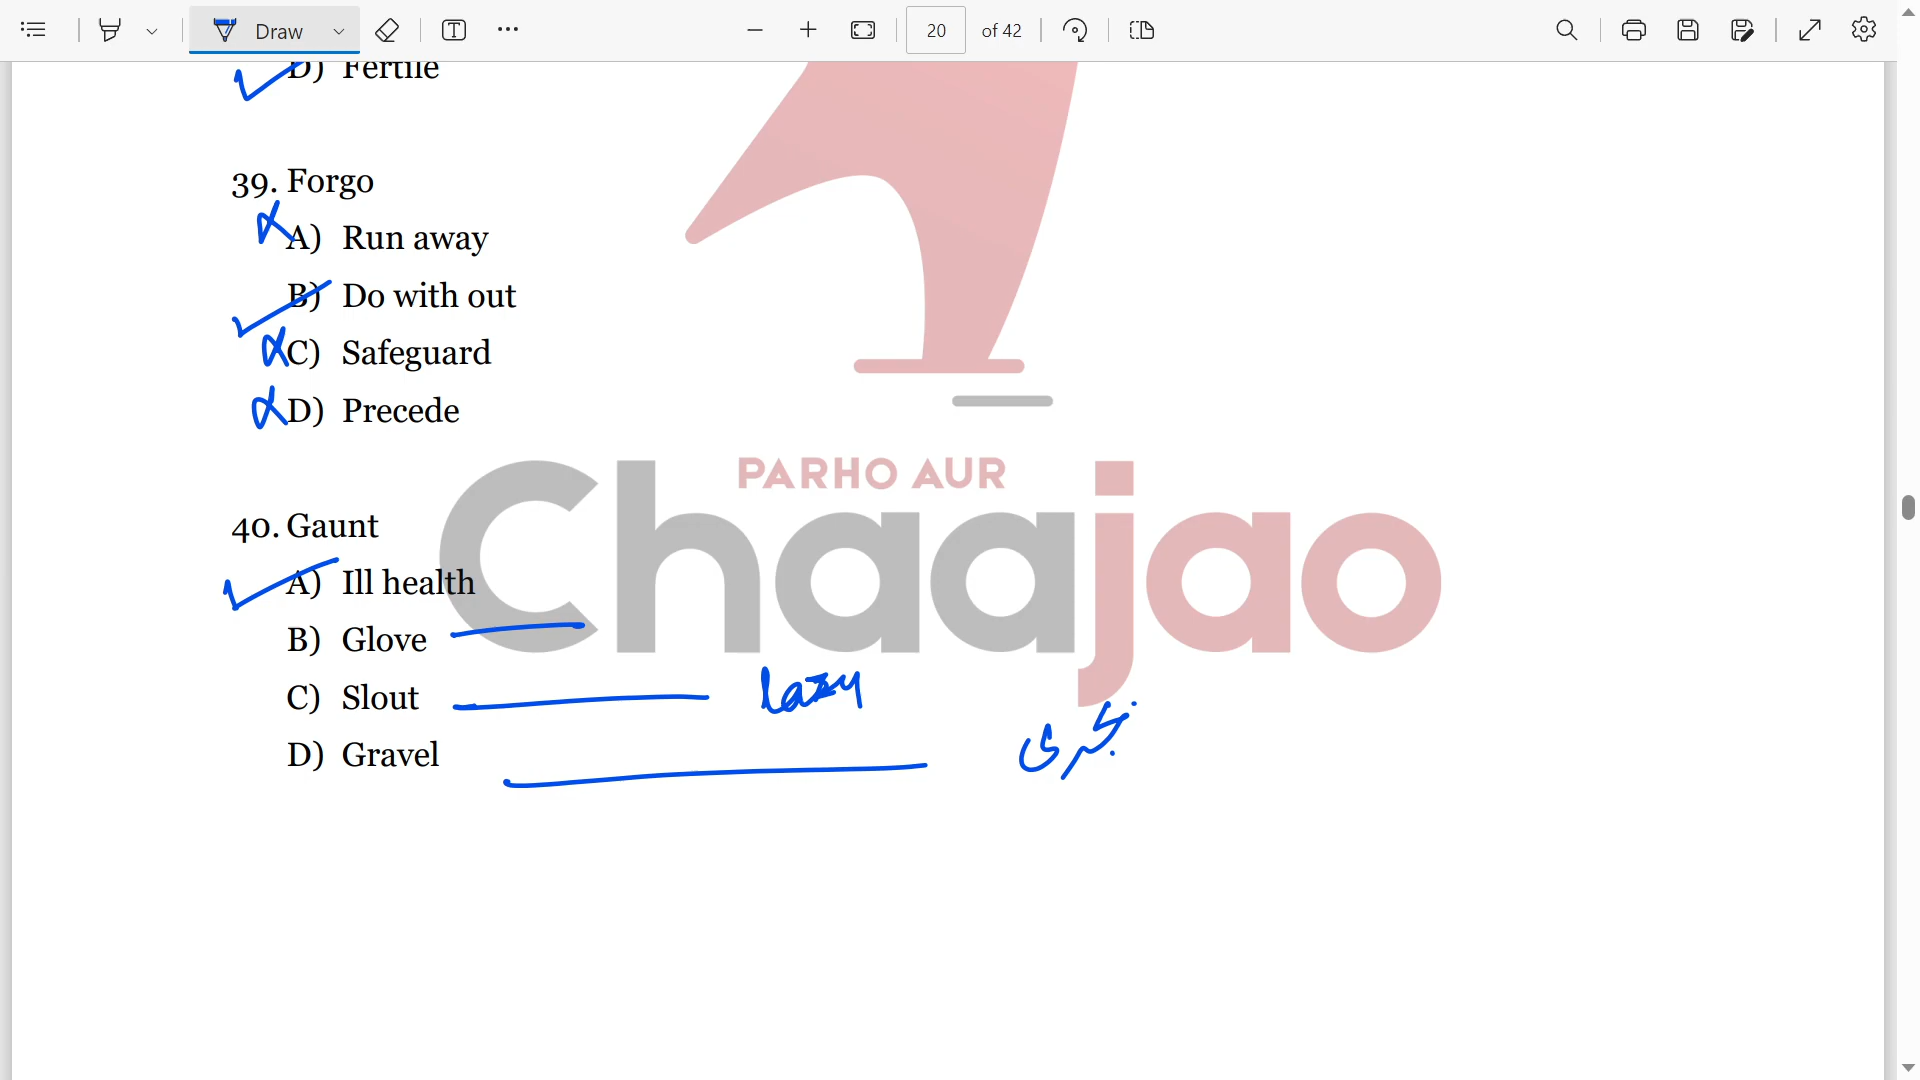 Draw
20 of 42
D) Fertile
39. Forgo
A) Run away
B) Do with out
C) Safeguard
D) Precede
PARHO AUR
Chaajao
40. Gaunt
A) Ill health
B) Glove
C) Slout
lazy
D) Gravel